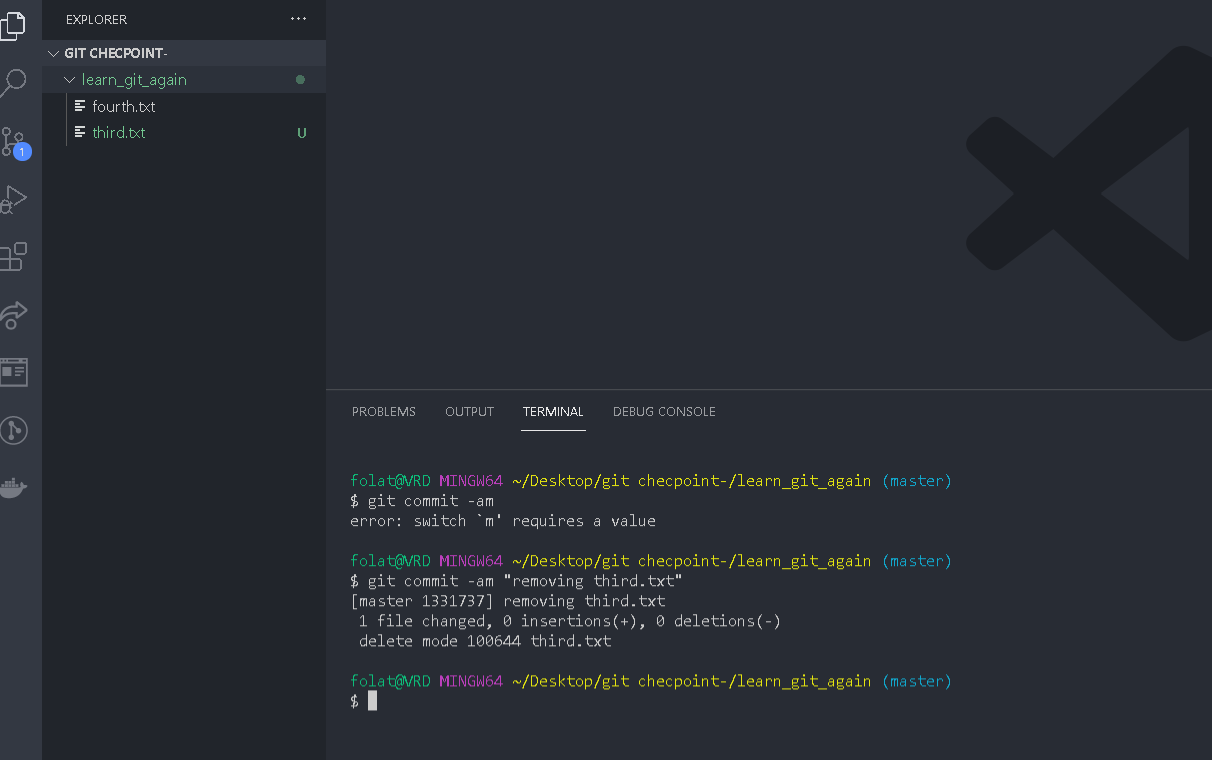 EXPLORER
GIT CHECPOINT-
learn_git_again
fourth.txt
third.txt U
1
PROBLEMS OUTPUT TERMINAL DEBUG CONSOLE
folat@VRD MINGW64 ~/Desktop/git checpoint-/learn_git_again (master)
$ git commit -am
error: switch `m' requires a value
folat@VRD MINGW64 ~/Desktop/git checpoint-/learn_git_again (master)
$ git commit -am "removing third.txt"
[master 1331737] removing third.txt
1 file changed, 0 insertions(+), 0 deletions(-)
delete mode 100644 third.txt
folat@VRD MINGW64 ~/Desktop/git checpoint-/learn_git_again (master)
$